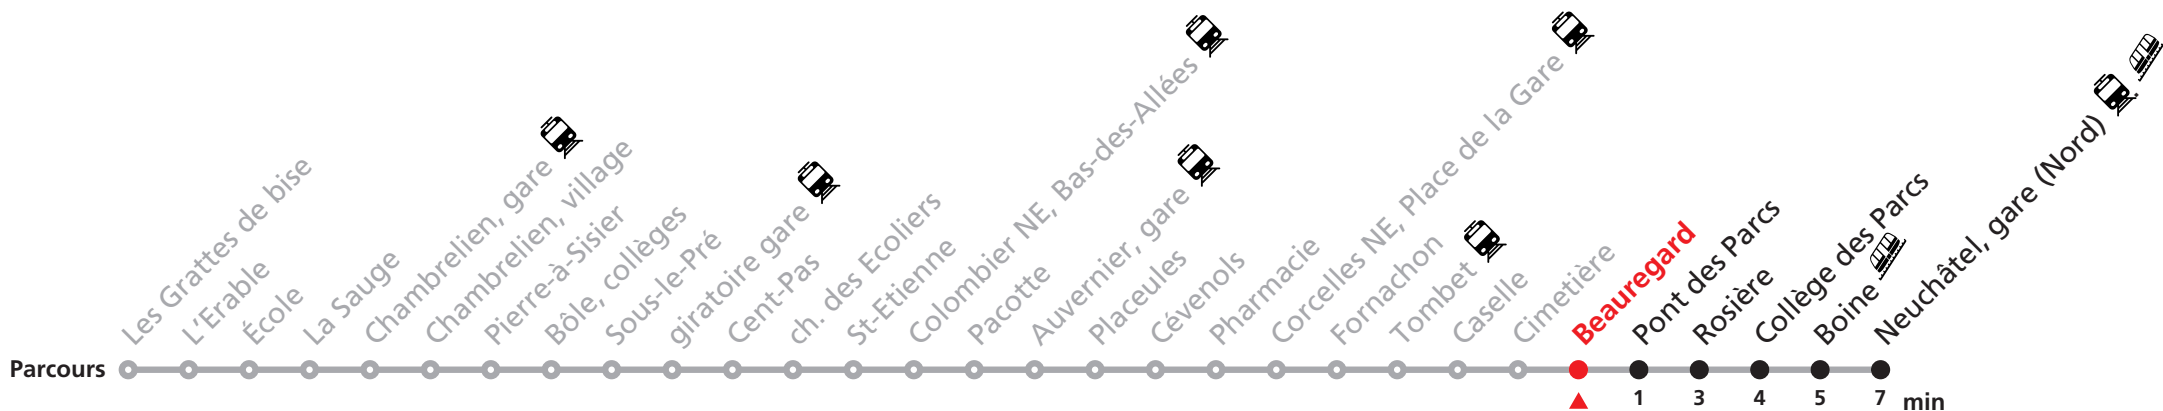 Parcours
Les Grattes de bise
L'Erable
École
La Sauge
Chambrelien, gare
Chambrelien, village
Pierre-à-Sisier
Bôle, collèges
Sous-le-Pré
giratoire gare
Cent-Pas
ch. des Ecoliers
St-Etienne
Colombier NE, Bas-des-Allées
Pacotte
Auvernier, gare
Placeules
Cévenols
Pharmacie
Corcelles NE, Place de la Gare
Fornachon
Tombet
Caselle
Cimetière
Beauregard
Pont des Parcs
Rosière
Collège des Parcs
Boine
Neuchâtel, gare (Nord)
1 3 4 5 7 min